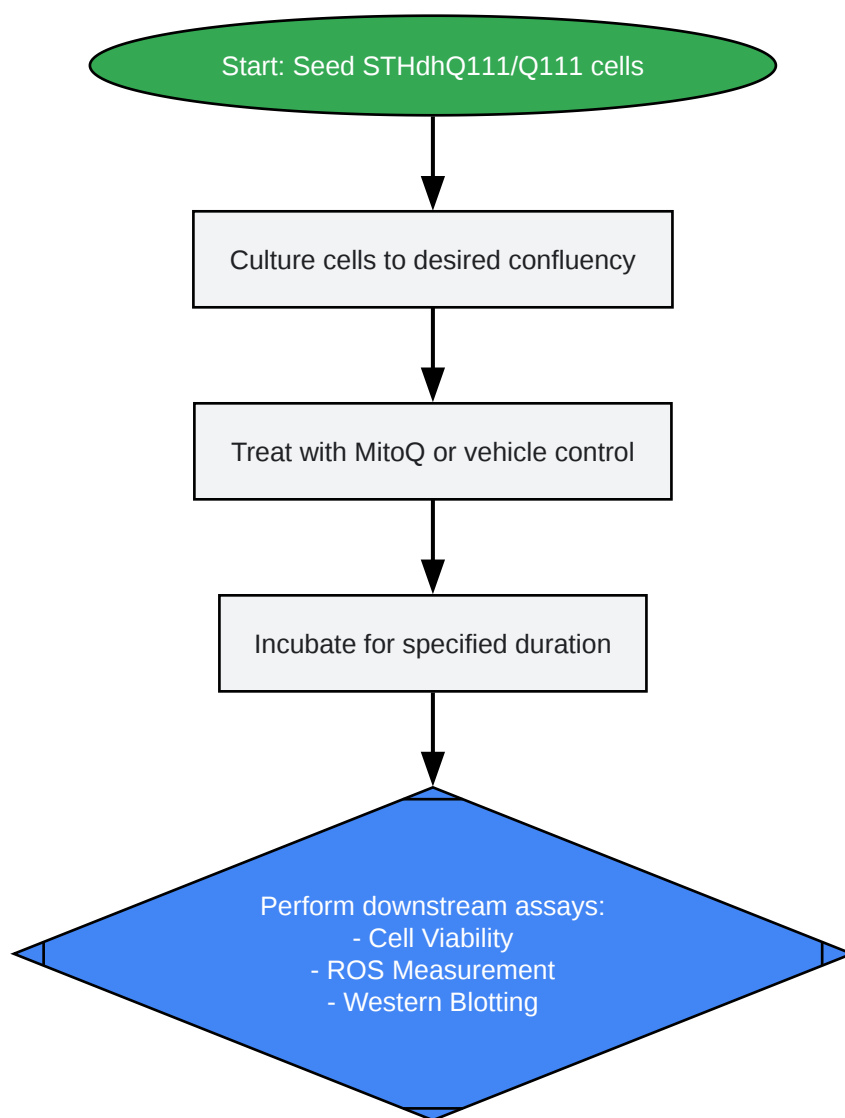 Start: Seed STHdhQ111/Q111 cells
Culture cells to desired confluency
Treat with MitoQ or vehicle control
Incubate for specified duration
Perform downstream assays:
- Cell Viability
- ROS Measurement
- Western Blotting